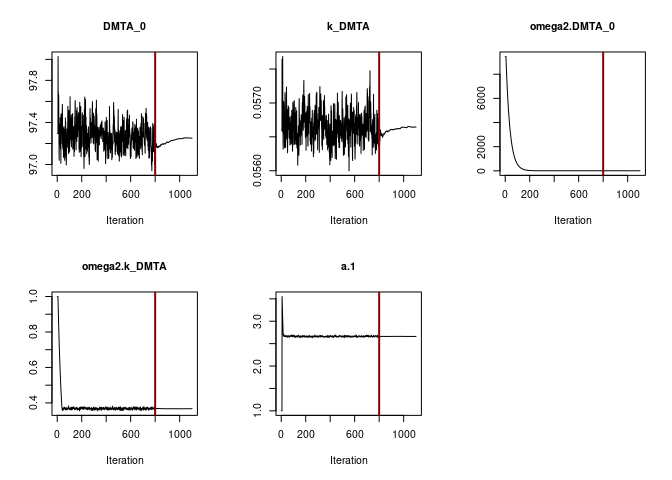 DMTA_0
97.0 97.4 97.8
0 200 600 1000
Iteration
k_DMTA
0.0560 0.0570
0 200 600 1000
Iteration
omega2.DMTA_0
0 2000 6000
0 200 600 1000
Iteration
omega2.k_DMTA
0.4 0.6 0.8 1.0
0 200 600 1000
Iteration
a.1
1.0 2.0 3.0
0 200 600 1000
Iteration